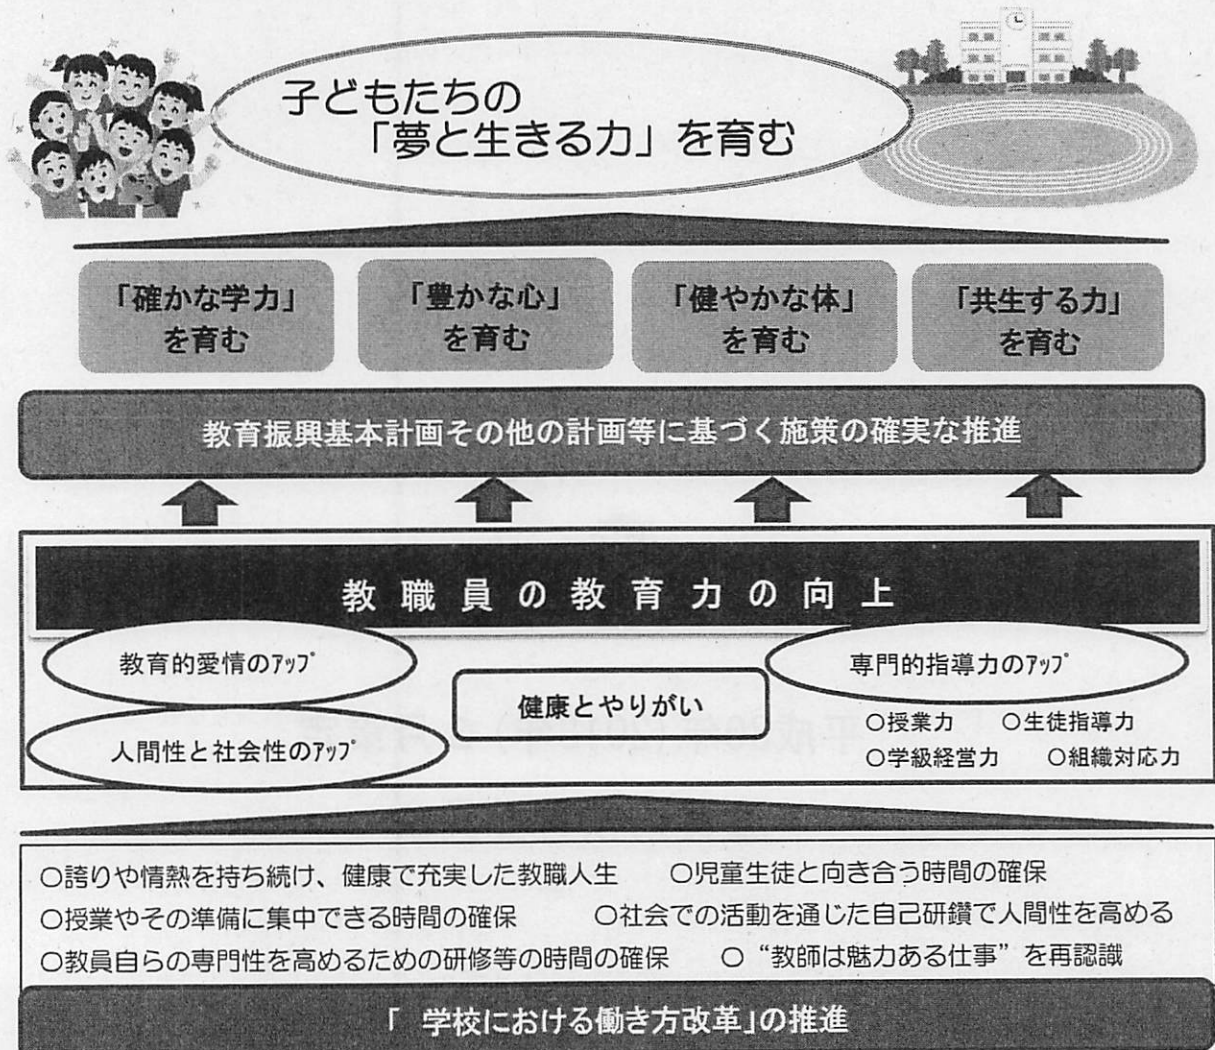 子どもたちの
「夢と生きる力」を育む
「確かな学力」
を育む
「豊かな心」
を育む
「健やかな体」
を育む
「共生する力」
を育む
教育振興基本計画その他の計画等に基づく施策の確実な推進
教職員の教育力の向上
教育的愛情のアップ
健康とやりがい
専門的指導力のアップ
○授業力 ○生徒指導力
○学級経営力 ○組織対応力
人間性と社会性のアップ
○誇りや情熱を持ち続け、健康で充実した教職人生 ○児童生徒と向き合う時間の確保
○授業やその準備に集中できる時間の確保 ○社会での活動を通じた自己研鑽で人間性を高める
○教員自らの専門性を高めるための研修等の時間の確保 ○ “教師は魅力ある仕事”を再認識
「 学校における働き方改革」の推進